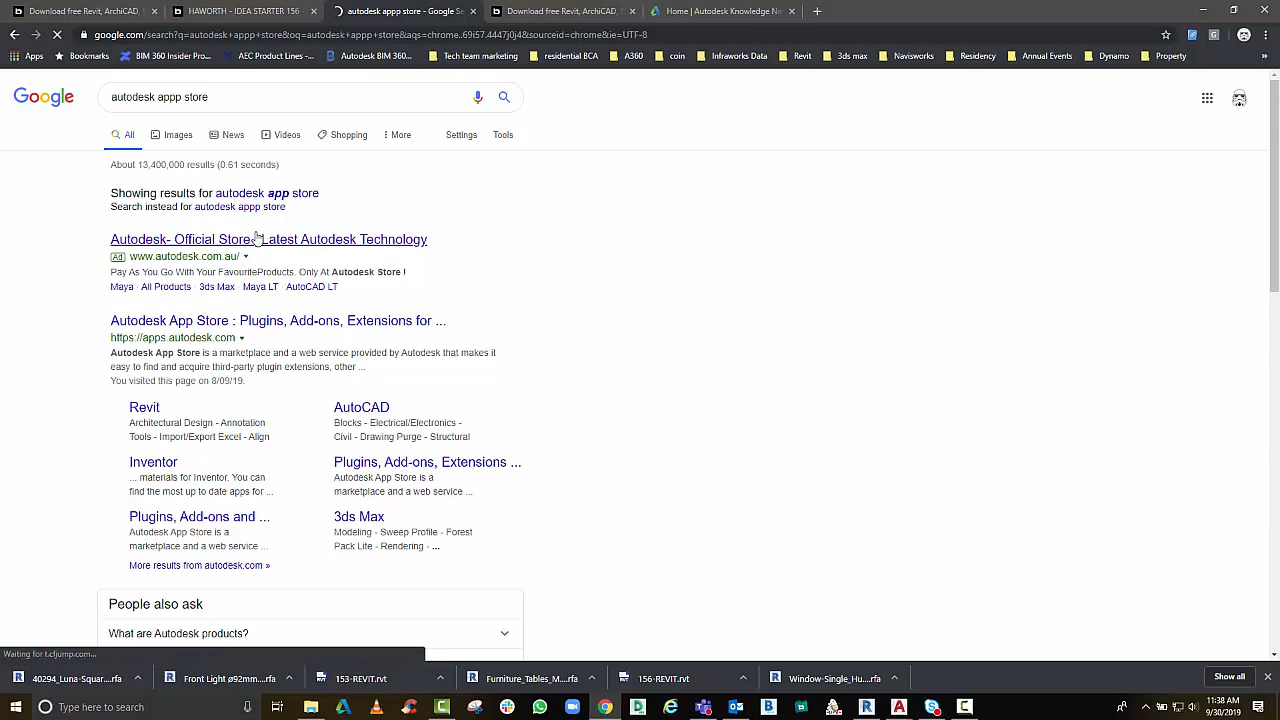 Download free Revit, ArchiCAD, S
HAWORTH - IDEA STARTER 156 -
autodesk appp store - Google Se
Download free Revit, ArchiCAD, S
Home | Autodesk Knowledge Ne
google.com/search?q=autodesk+appp+store&oq=autodesk+appp+store&aqs=chrome..69i57.4447j0j4&sourceid=chrome&ie=UTF-8
Apps
Bookmarks
BIM 360 Insider Pro...
AEC Product Lines -...
Autodesk BIM 360...
Tech team marketing
residential BCA
A360
coin
Infraworks Data
Revit
3ds max
Navisworks
Residency
Annual Events
Dynamo
Property
Google
autodesk appp store
All
Images
News
Videos
Shopping
More
Settings
Tools
About 13,400,000 results (0.61 seconds)
Showing results for autodesk app store
Search instead for autodesk appp store
Autodesk- Official Store Latest Autodesk Technology
Ad www.autodesk.com.au/
Pay As You Go With Your FavouriteProducts. Only At Autodesk Store !
Maya · All Products · 3ds Max · Maya LT · AutoCAD LT
Autodesk App Store : Plugins, Add-ons, Extensions for ...
https://apps.autodesk.com
Autodesk App Store is a marketplace and a web service provided by Autodesk that makes it
easy to find and acquire third-party plugin extensions, other ...
You visited this page on 8/09/19.
Revit
Architectural Design - Annotation
Tools - Import/Export Excel - Align
AutoCAD
Blocks - Electrical/Electronics -
Civil - Drawing Purge - Structural
Inventor
... materials for Inventor. You can
find the most up to date apps for ...
Plugins, Add-ons, Extensions ...
Autodesk App Store is a
marketplace and a web service ...
Plugins, Add-ons and ...
Autodesk App Store is a
marketplace and a web service ...
3ds Max
Modeling - Sweep Profile - Forest
Pack Lite - Rendering - ...
More results from autodesk.com »
People also ask
What are Autodesk products?
Waiting for t.cfjump.com...
40294_Luna-Squar....rfa
Front Light ø92mm....rfa
153-REVIT.rvt
Furniture_Tables_M....rfa
156-REVIT.rvt
Window-Single_Hu....rfa
Show all
Type here to search
11:38 AM
9/30/2019